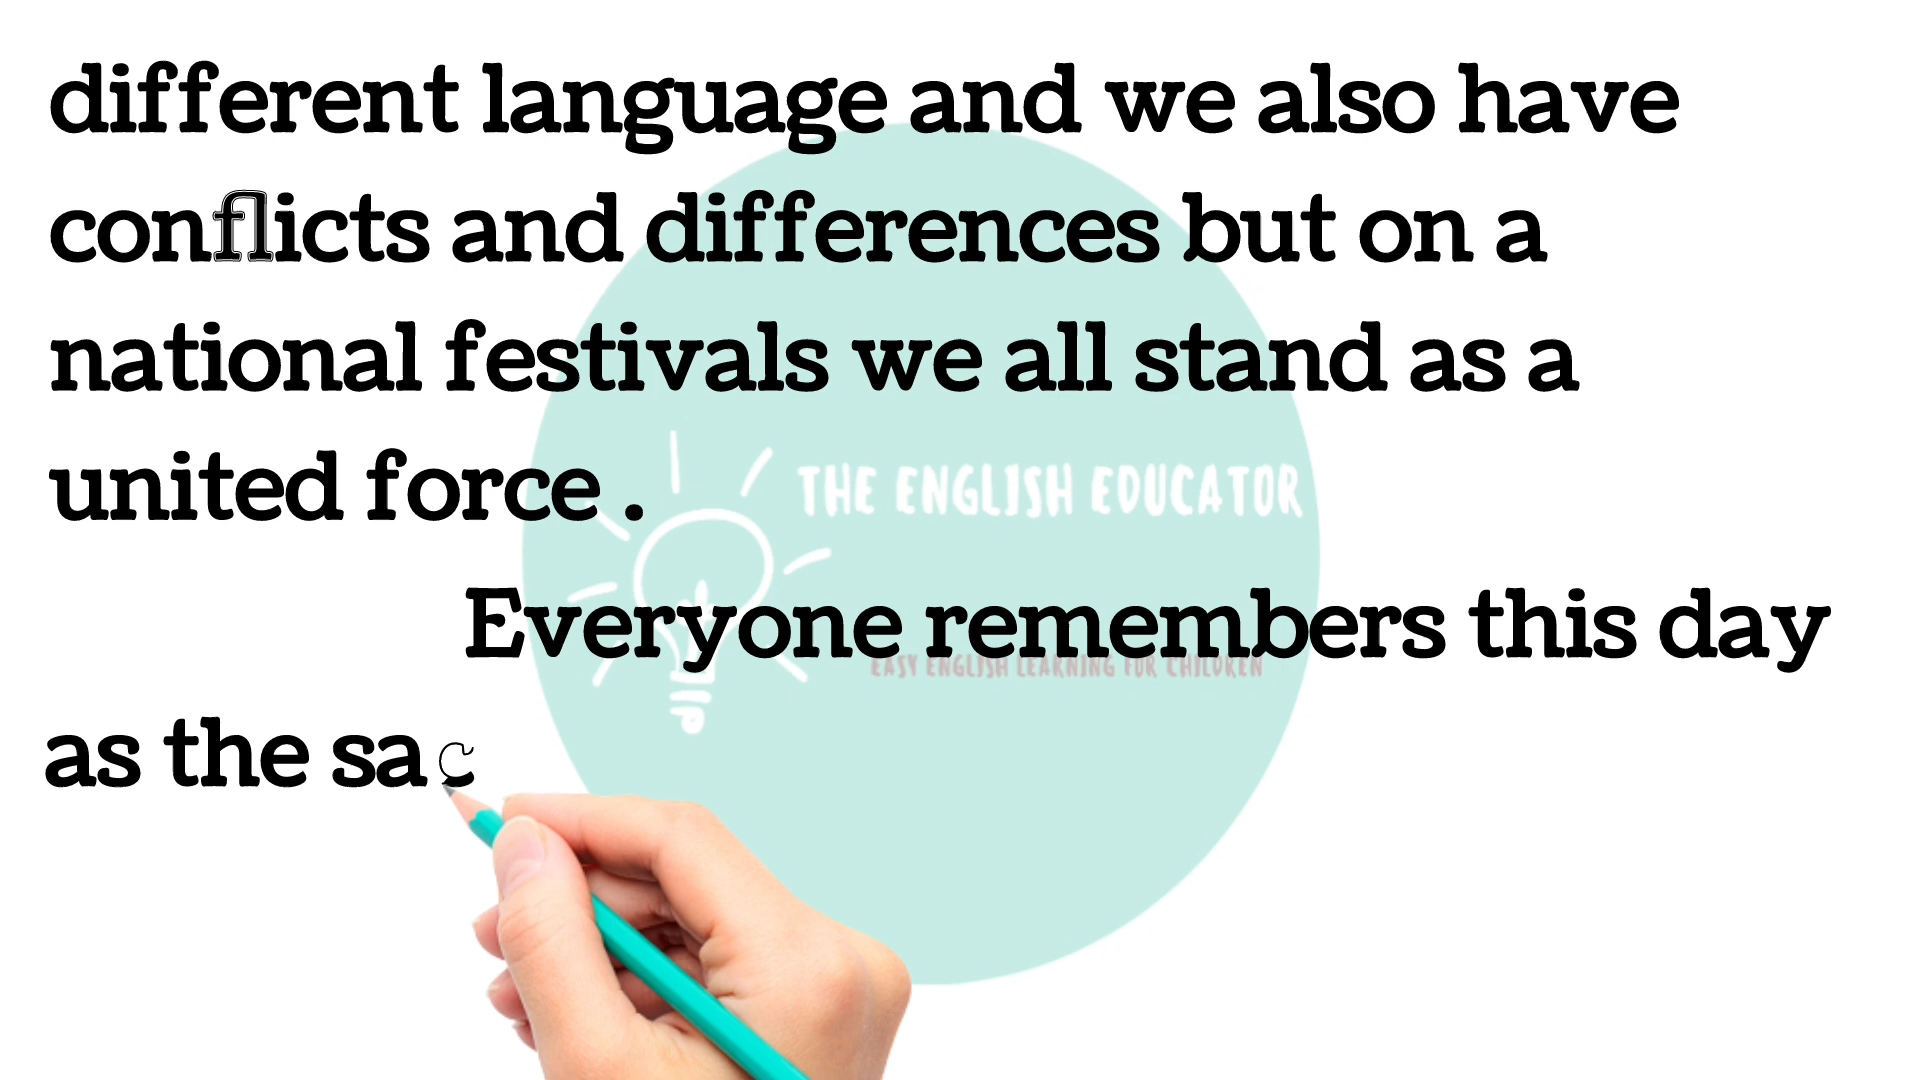 different language and we also have
conflicts and differences but on a
national festivals we all stand as a
united force .
THE ENGLISH EDUCATOR
Everyone remembers this day
EASY ENGLISH LEARNING FOR CHILDREN
as the sac